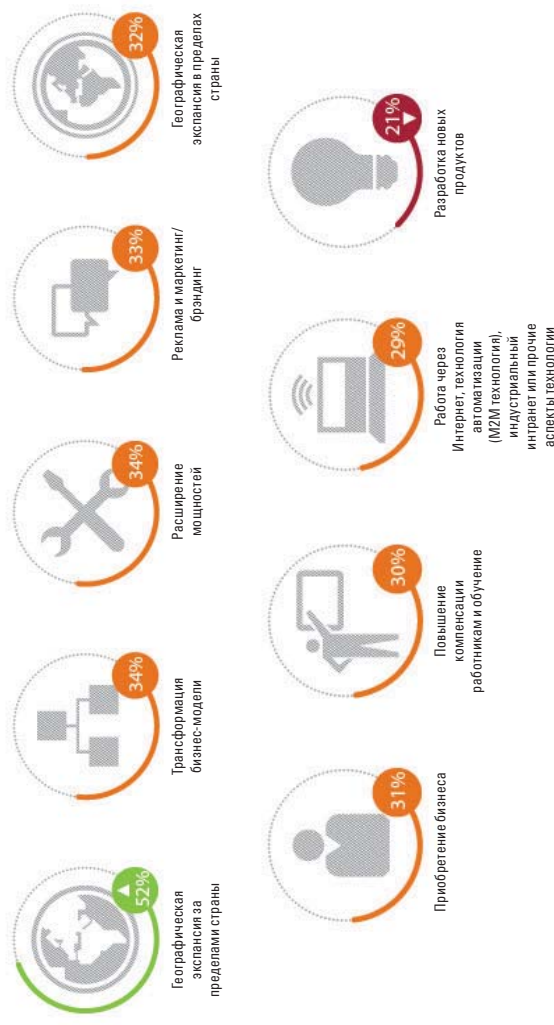 52%
Географическая
экспансия за
пределами страны
34%
Трансформация
бизнес-модели
34%
Расширение
мощностей
33%
Реклама и маркетинг/
брэндинг
32%
Географическая
экспансия в пределах
страны
31%
Приобретение бизнеса
30%
Повышение
компенсации
работникам и обучение
29%
Работа через
Интернет, технология
автоматизации
(M2M технология),
индустриальный
интранет или прочие
аспекты технологии
21%
Разработка новых
продуктов